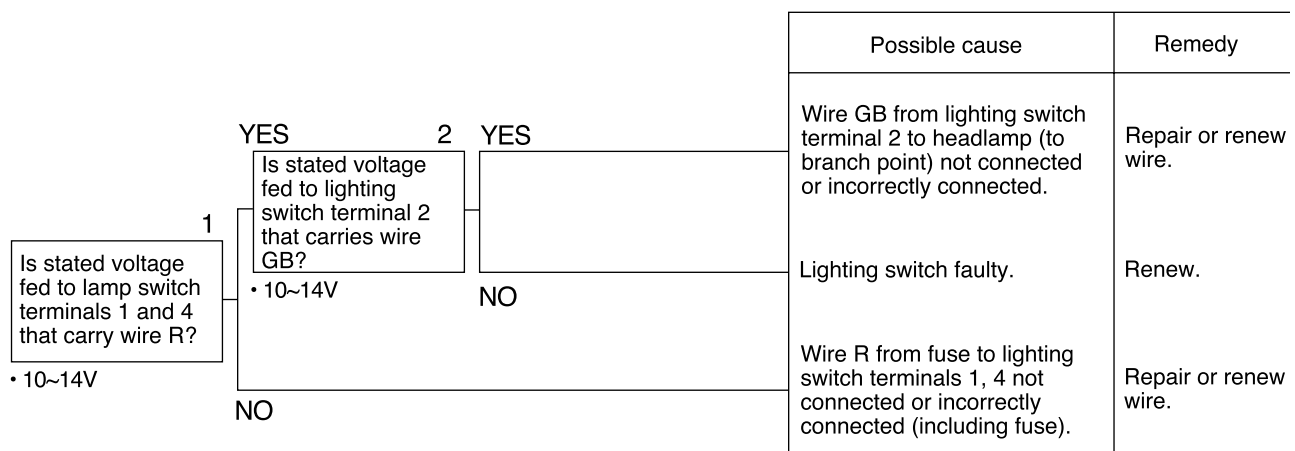 Possible cause
Remedy
YES
2
YES
Is stated voltage
fed to lighting
switch terminal 2
that carries wire
GB?
• 10~14V
NO
1
Is stated voltage
fed to lamp switch
terminals 1 and 4
that carry wire R?
• 10~14V
NO
Wire GB from lighting switch
terminal 2 to headlamp (to
branch point) not connected
or incorrectly connected.
Repair or renew
wire.
Lighting switch faulty.
Renew.
Wire R from fuse to lighting
switch terminals 1, 4 not
connected or incorrectly
connected (including fuse).
Repair or renew
wire.